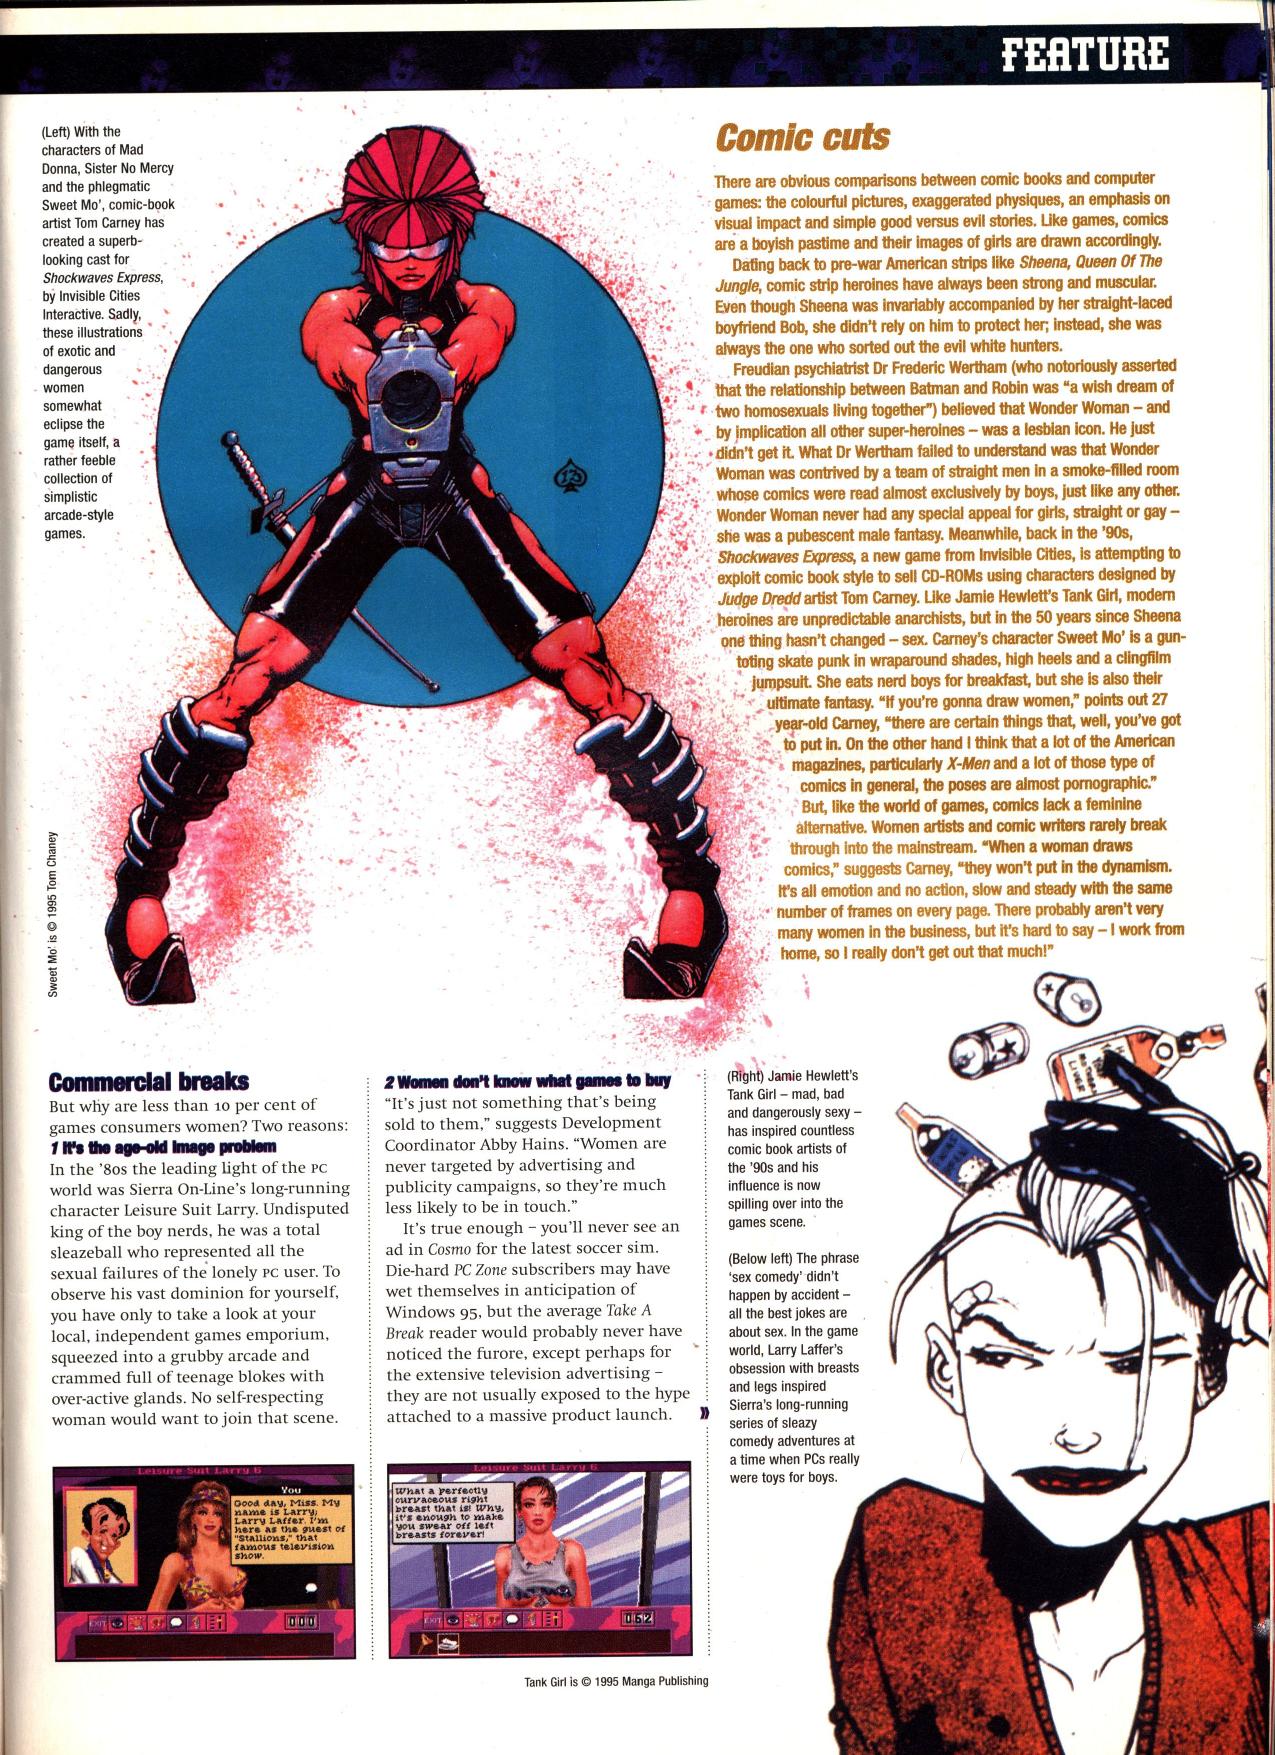 FEATURE
(Left) With the
characters of Mad
Donna, Sister No Mercy
and the phlegmatic
Sweet Mo', comic-book
artist Tom Carney has
created a superb-
looking cast for
Shockwaves Express,
by Invisible Cities
Interactive. Sadly,
these illustrations
of exotic and
dangerous
women
somewhat
eclipse the
game itself, a
rather feeble
collection of
simplistic
arcade-style
games.
13
Sweet Mo' is © 1995 Tom Chaney
Comic cuts
There are obvious comparisons between comic books and computer
games: the colourful pictures, exaggerated physiques, an emphasis on
visual impact and simple good versus evil stories. Like games, comics
are a boyish pastime and their images of girls are drawn accordingly.
Dating back to pre-war American strips like Sheena, Queen Of The
Jungle, comic strip heroines have always been strong and muscular.
Even though Sheena was invariably accompanied by her straight-laced
boyfriend Bob, she didn't rely on him to protect her; instead, she was
always the one who sorted out the evil white hunters.
Freudian psychiatrist Dr Frederic Wertham (who notoriously asserted
that the relationship between Batman and Robin was "a wish dream of
two homosexuals living together") believed that Wonder Woman – and
by implication all other super-heroines – was a lesbian icon. He just
didn't get it. What Dr Wertham failed to understand was that Wonder
Woman was contrived by a team of straight men in a smoke-filled room
whose comics were read almost exclusively by boys, just like any other.
Wonder Woman never had any special appeal for girls, straight or gay –
she was a pubescent male fantasy. Meanwhile, back in the '90s,
Shockwaves Express, a new game from Invisible Cities, is attempting to
exploit comic book style to sell CD-ROMs using characters designed by
Judge Dredd artist Tom Carney. Like Jamie Hewlett's Tank Girl, modern
heroines are unpredictable anarchists, but in the 50 years since Sheena
one thing hasn't changed – sex. Carney's character Sweet Mo' is a gun-
toting skate punk in wraparound shades, high heels and a clingfilm
jumpsuit. She eats nerd boys for breakfast, but she is also their
ultimate fantasy. "If you're gonna draw women," points out 27
year-old Carney, "there are certain things that, well, you've got
to put in. On the other hand I think that a lot of the American
magazines, particularly X-Men and a lot of those type of
comics in general, the poses are almost pornographic."
But, like the world of games, comics lack a feminine
alternative. Women artists and comic writers rarely break
through into the mainstream. "When a woman draws
comics," suggests Carney, "they won't put in the dynamism.
It's all emotion and no action, slow and steady with the same
number of frames on every page. There probably aren't very
many women in the business, but it's hard to say – I work from
home, so I really don't get out that much!"
Commercial breaks
But why are less than 10 per cent of
games consumers women? Two reasons:
1 It's the age-old image problem
In the '80s the leading light of the PC
world was Sierra On-Line's long-running
character Leisure Suit Larry. Undisputed
king of the boy nerds, he was a total
sleazeball who represented all the
sexual failures of the lonely PC user. To
observe his vast dominion for yourself,
you have only to take a look at your
local, independent games emporium,
squeezed into a grubby arcade and
crammed full of teenage blokes with
over-active glands. No self-respecting
woman would want to join that scene.
2 Women don't know what games to buy
"It's just not something that's being
sold to them," suggests Development
Coordinator Abby Hains. "Women are
never targeted by advertising and
publicity campaigns, so they're much
less likely to be in touch."
It's true enough – you'll never see an
ad in Cosmo for the latest soccer sim.
Die-hard PC Zone subscribers may have
wet themselves in anticipation of
Windows 95, but the average Take A
Break reader would probably never have
noticed the furore, except perhaps for
the extensive television advertising –
they are not usually exposed to the hype
attached to a massive product launch. »
(Right) Jamie Hewlett's
Tank Girl – mad, bad
and dangerously sexy –
has inspired countless
comic book artists of
the '90s and his
influence is now
spilling over into the
games scene.
(Below left) The phrase
'sex comedy' didn't
happen by accident –
all the best jokes are
about sex. In the game
world, Larry Laffer's
obsession with breasts
and legs inspired
Sierra's long-running
series of sleazy
comedy adventures at
a time when PCs really
were toys for boys.
Leisure Suit Larry 6
You
Good day, Miss. My
name is Larry;
Larry Laffer. I'm
here as the guest of
"Stallions," that
famous television
show.
EXIT
000
Leisure Suit Larry 6
What a perfectly
curvaceous right
breast that is! Why,
it's enough to make
you swear off left
breasts forever!
EXIT
062
Tank Girl is © 1995 Manga Publishing